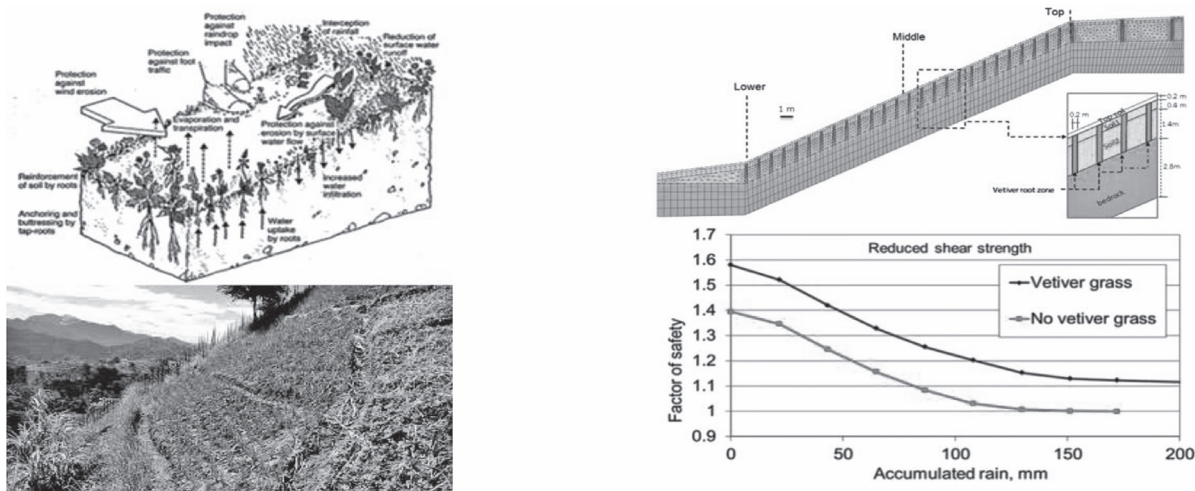 Protection
against
raindrop
impact
Interception
of rainfall
Reduction of
surface water
runoff
Protection
against foot
traffic
Protection
against
wind erosion
Evaporation and
transpiration
Protection against
erosion by surface
water flow
Reinforcement
of soil by roots
Increased
water
infiltration
Anchoring and
buttressing by
tap-roots
Water
uptake by
roots
Top
Middle
Lower
1 m
0.2 m
0.2 m
1.4m
2.8m
Vetiver root zone
bedrock
Reduced shear strength
Vetiver grass
No vetiver grass
Factor of safety
1.7
1.6
1.5
1.4
1.3
1.2
1.1
1
0.9
0
50
100
150
200
Accumulated rain, mm